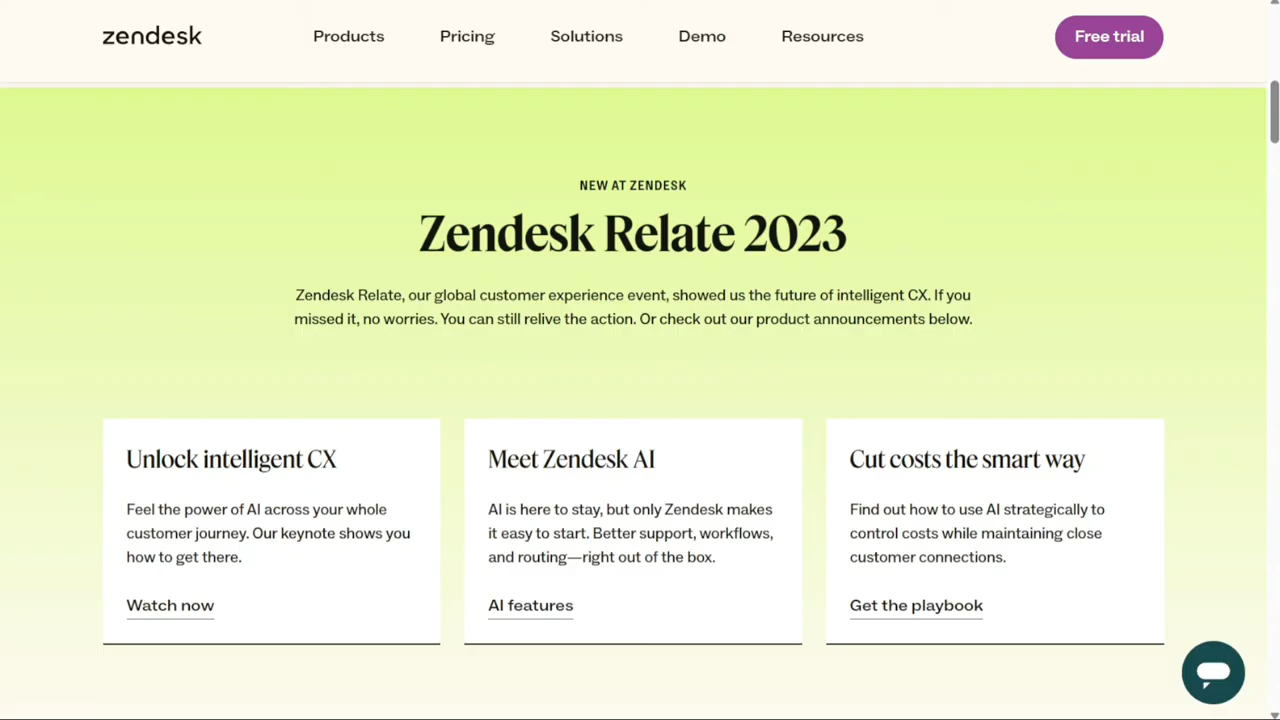 zendesk
Products
Pricing
Solutions
Demo
Resources
Free trial
NEW AT ZENDESK
Zendesk Relate 2023
Zendesk Relate, our global customer experience event, showed us the future of intelligent CX. If you
missed it, no worries. You can still relive the action. Or check out our product announcements below.
Unlock intelligent CX
Feel the power of AI across your whole
customer journey. Our keynote shows you
how to get there.
Watch now
Meet Zendesk AI
AI is here to stay, but only Zendesk makes
it easy to start. Better support, workflows,
and routing—right out of the box.
AI features
Cut costs the smart way
Find out how to use AI strategically to
control costs while maintaining close
customer connections.
Get the playbook